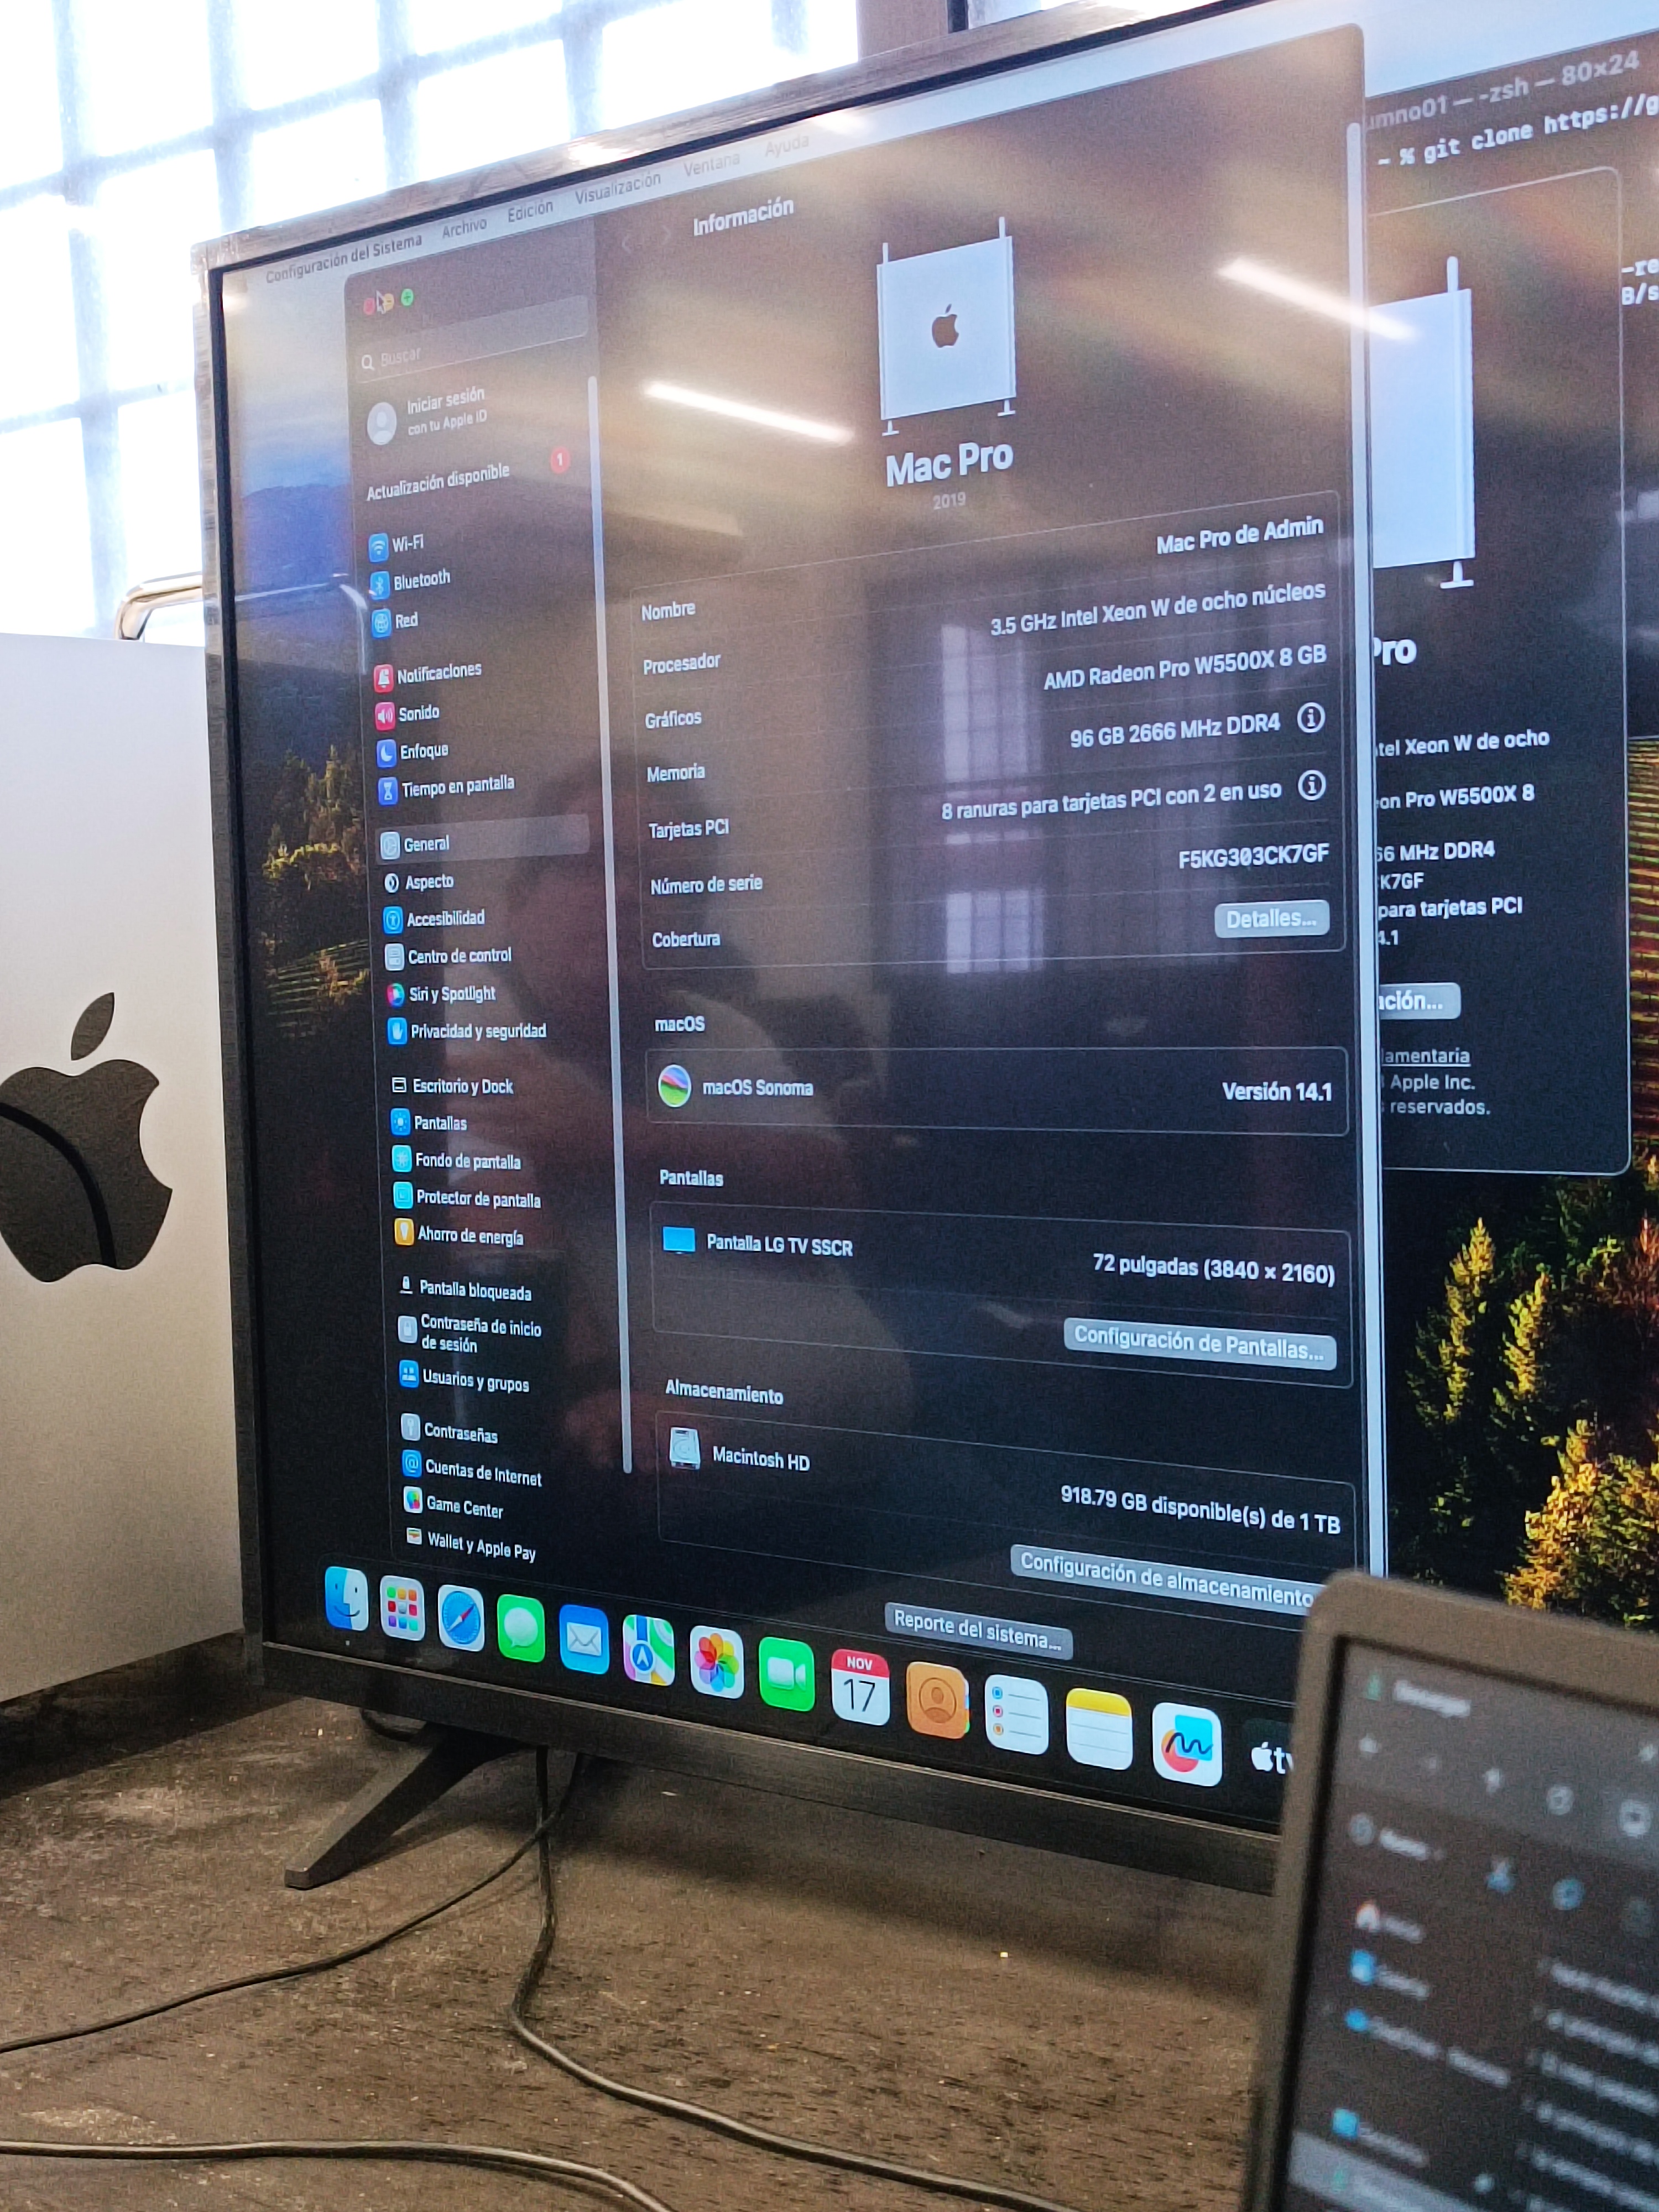 Configuración del Sistema Archivo Edición Visualización Ventana Ayuda
Buscar
Iniciar sesión
con tu Apple ID
Actualización disponible
1
Wi-Fi
Bluetooth
Red
Notificaciones
Sonido
Enfoque
Tiempo en pantalla
General
Aspecto
Accesibilidad
Centro de control
Siri y Spotlight
Privacidad y seguridad
Escritorio y Dock
Pantallas
Fondo de pantalla
Protector de pantalla
Ahorro de energía
Pantalla bloqueada
Contraseña de inicio
de sesión
Usuarios y grupos
Contraseñas
Cuentas de Internet
Game Center
Wallet y Apple Pay
Información
Mac Pro
2019
Nombre Mac Pro de Admin
Procesador 3.5 GHz Intel Xeon W de ocho núcleos
Gráficos AMD Radeon Pro W5500X 8 GB
Memoria 96 GB 2666 MHz DDR4
Tarjetas PCI 8 ranuras para tarjetas PCI con 2 en uso
Número de serie F5KG303CK7GF
Cobertura Detalles...
macOS
macOS Sonoma Versión 14.1
Pantallas
Pantalla LG TV SSCR 72 pulgadas (3840 × 2160)
Configuración de Pantallas...
Almacenamiento
Macintosh HD 918.79 GB disponible(s) de 1 TB
Configuración de almacenamiento
Reporte del sistema...
NOV
17
tv
umno01 — -zsh — 80×24
~ % git clone https://g
-re
B/s
Pro
tel Xeon W de ocho
on Pro W5500X 8
66 MHz DDR4
K7GF
para tarjetas PCI
4.1
ación...
lamentaria
Apple Inc.
reservados.